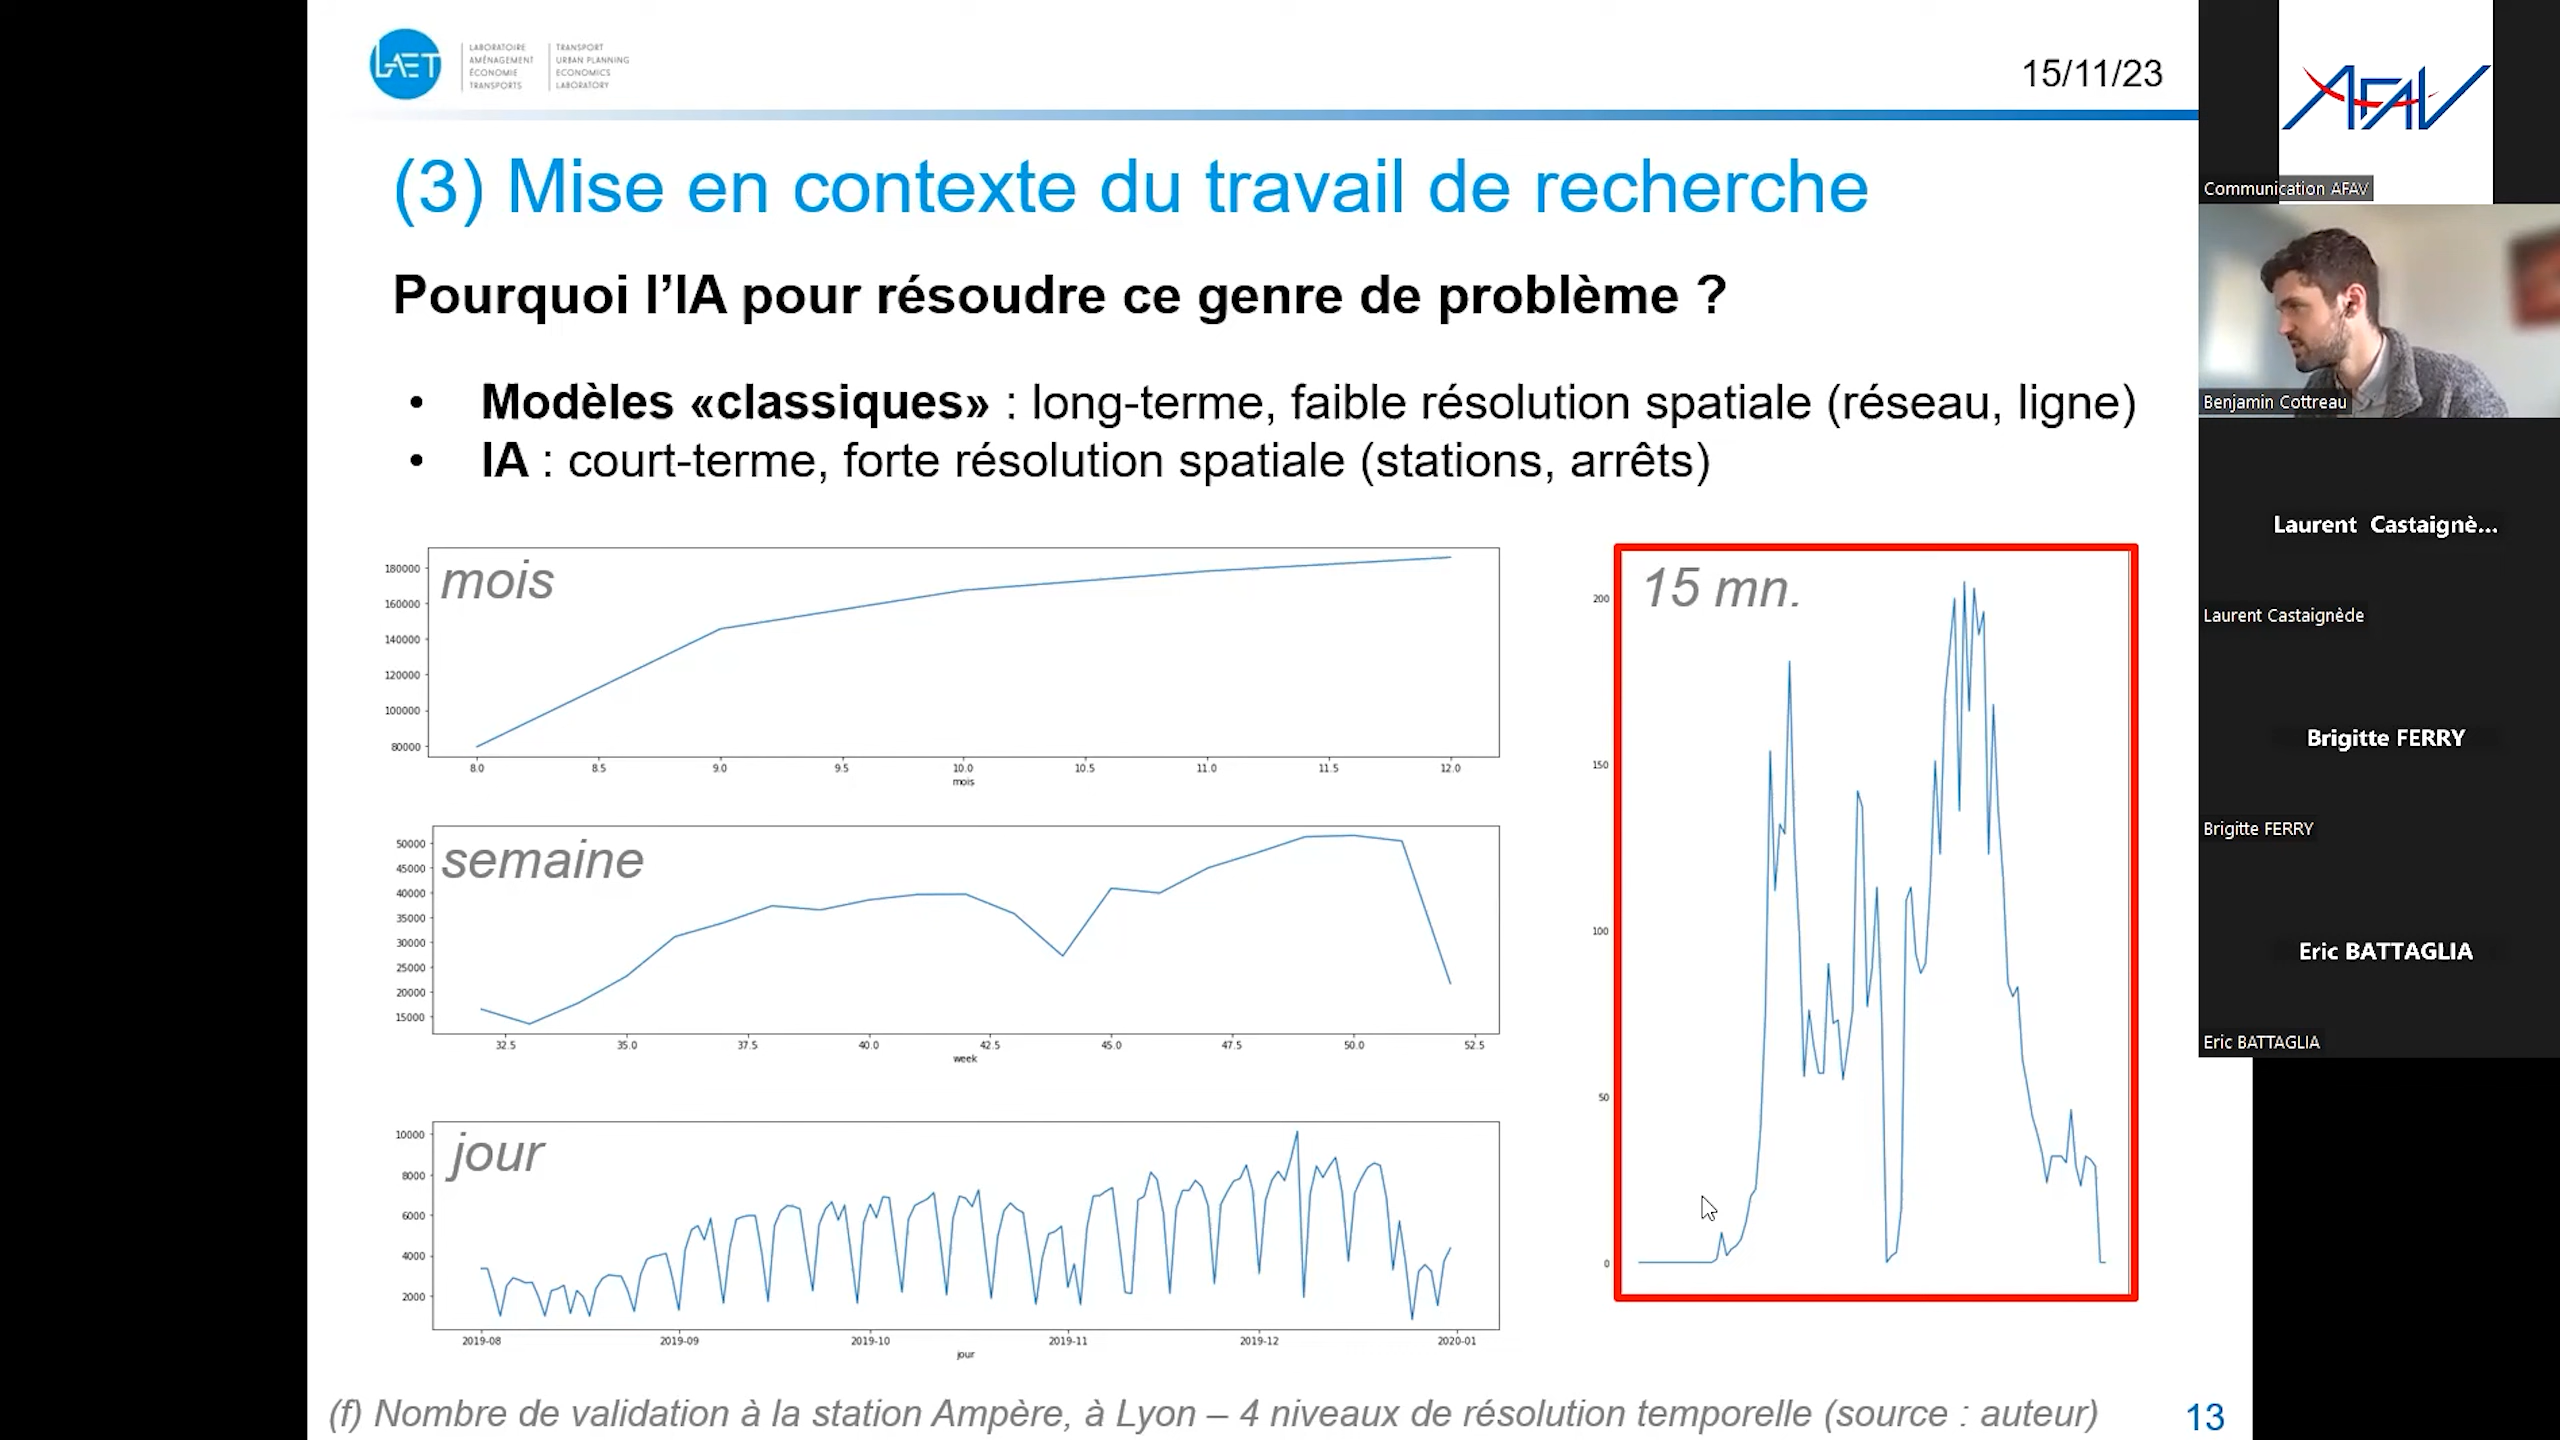 LAET
LABORATOIRE
AMÉNAGEMENT
ÉCONOMIE
TRANSPORTS
TRANSPORT
URBAN PLANNING
ECONOMICS
LABORATORY
15/11/23
(3) Mise en contexte du travail de recherche
Pourquoi l’IA pour résoudre ce genre de problème ?
• Modèles «classiques» : long-terme, faible résolution spatiale (réseau, ligne)
• IA : court-terme, forte résolution spatiale (stations, arrêts)
mois
180000
160000
140000
120000
100000
80000
8.0 8.5 9.0 9.5 10.0 10.5 11.0 11.5 12.0
mois
semaine
50000
45000
40000
35000
30000
25000
20000
15000
32.5 35.0 37.5 40.0 42.5 45.0 47.5 50.0 52.5
week
jour
10000
8000
6000
4000
2000
2019-08 2019-09 2019-10 2019-11 2019-12 2020-01
jour
15 mn.
200
150
100
50
0
(f) Nombre de validation à la station Ampère, à Lyon – 4 niveaux de résolution temporelle (source : auteur)
13
AFAV
Communication AFAV
Benjamin Cottreau
Laurent Castaignè...
Laurent Castaignède
Brigitte FERRY
Brigitte FERRY
Eric BATTAGLIA
Eric BATTAGLIA